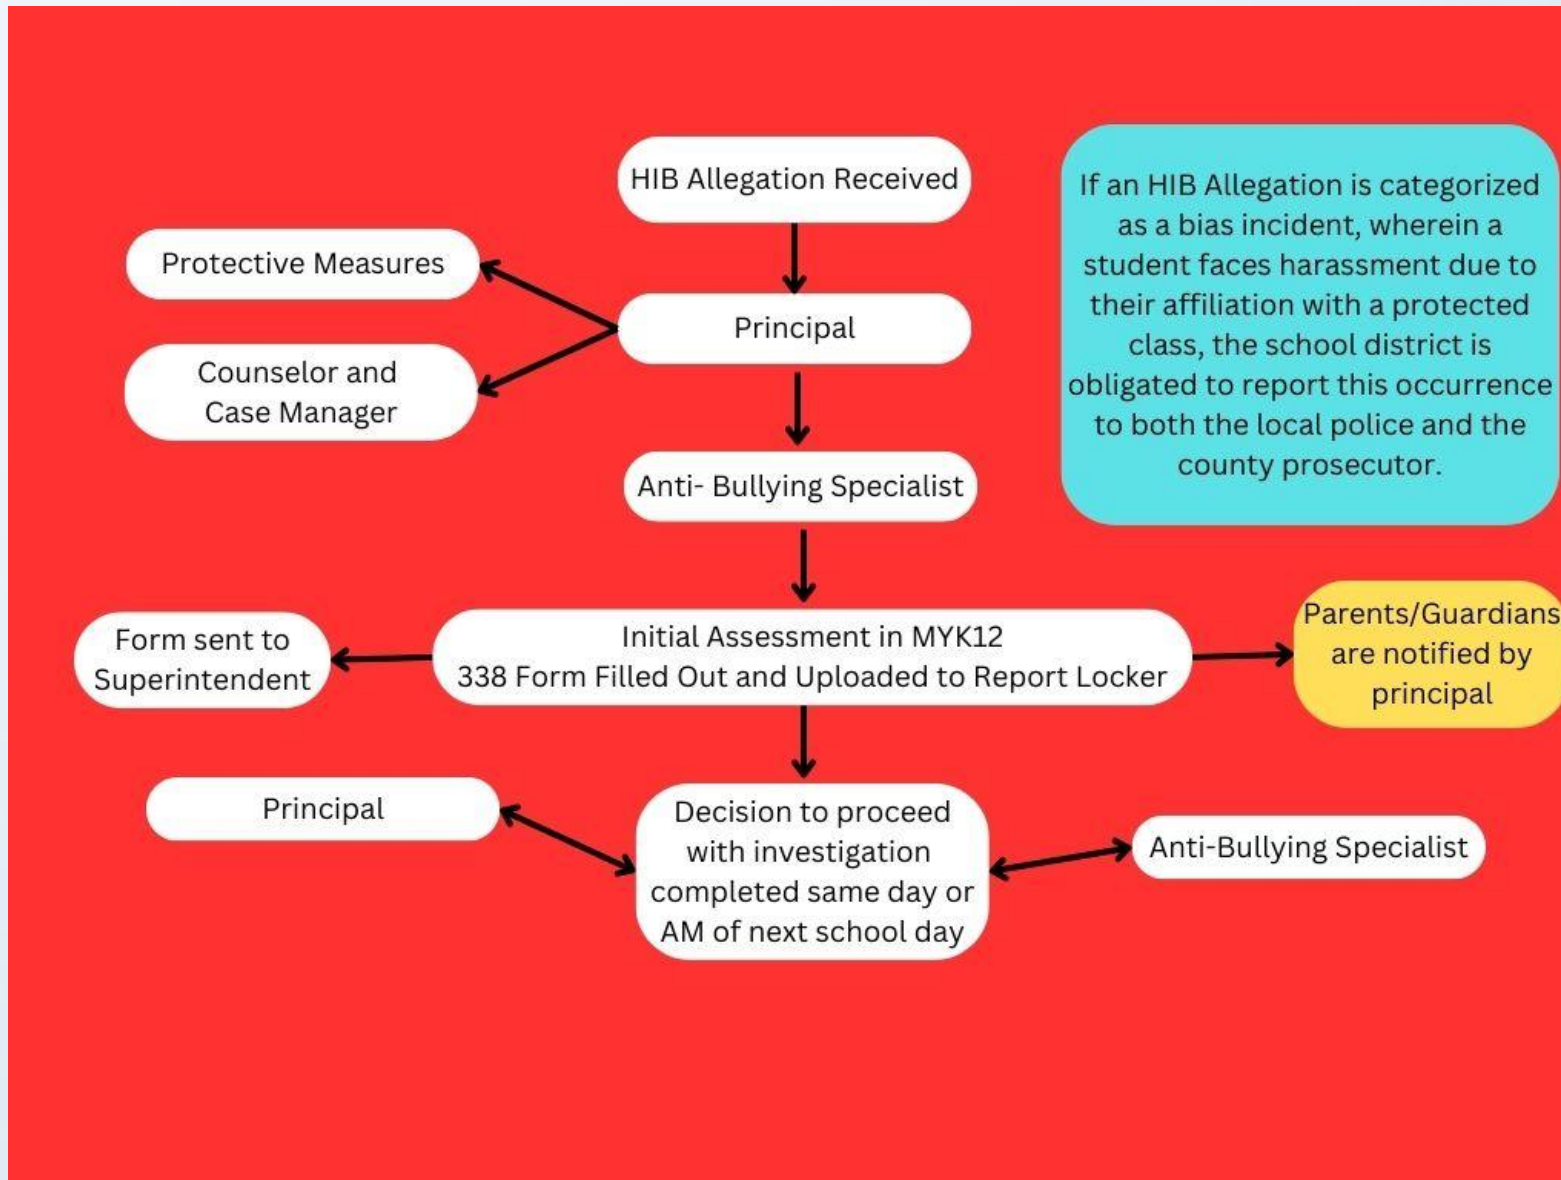 HIB Allegation Received
If an HIB Allegation is categorized
as a bias incident, wherein a
student faces harassment due to
their affiliation with a protected
class, the school district is
obligated to report this occurrence
to both the local police and the
county prosecutor.
Protective Measures
Principal
Counselor and
Case Manager
Anti- Bullying Specialist
Form sent to
Superintendent
Initial Assessment in MYK12
338 Form Filled Out and Uploaded to Report Locker
Parents/Guardians
are notified by
principal
Principal
Decision to proceed
with investigation
completed same day or
AM of next school day
Anti-Bullying Specialist